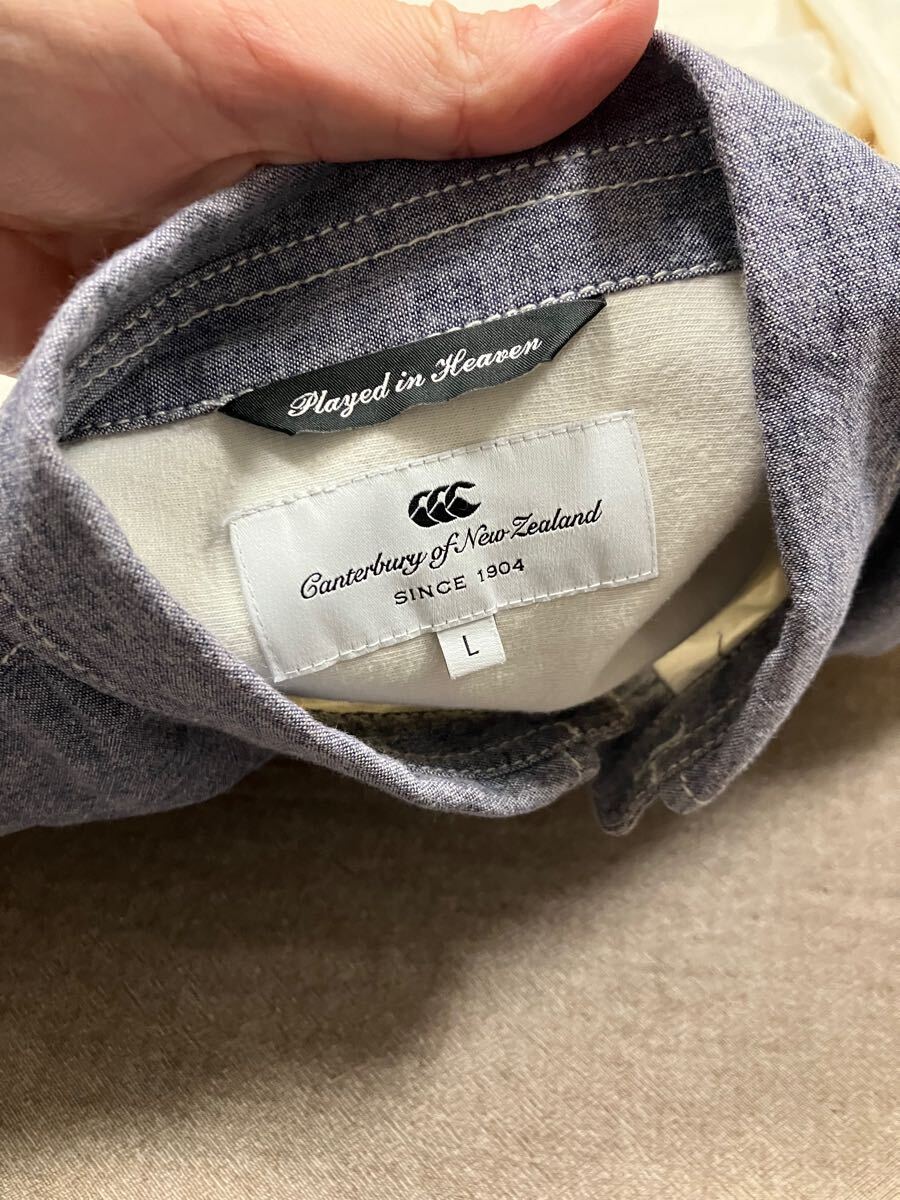 Played in Heaven
Canterbury of New Zealand
SINCE 1904
L